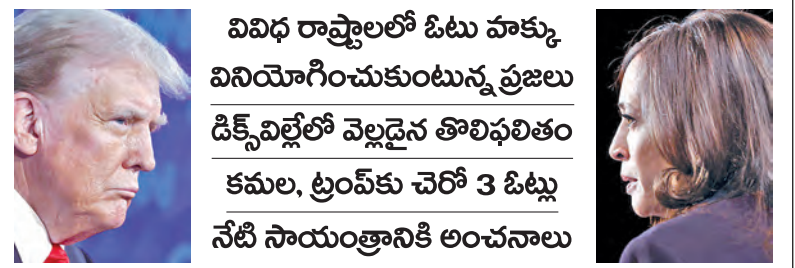 వివిధ రాష్ట్రాలలో ఓటు హక్కు
వినియోగించుకుంటున్న ప్రజలు
డిక్స్‌విల్లేలో వెల్లడైన తొలిఫలితం
కమల, ట్రంప్‌కు చెరో 3 ఓట్లు
నేటి సాయంత్రానికి అంచనాలు